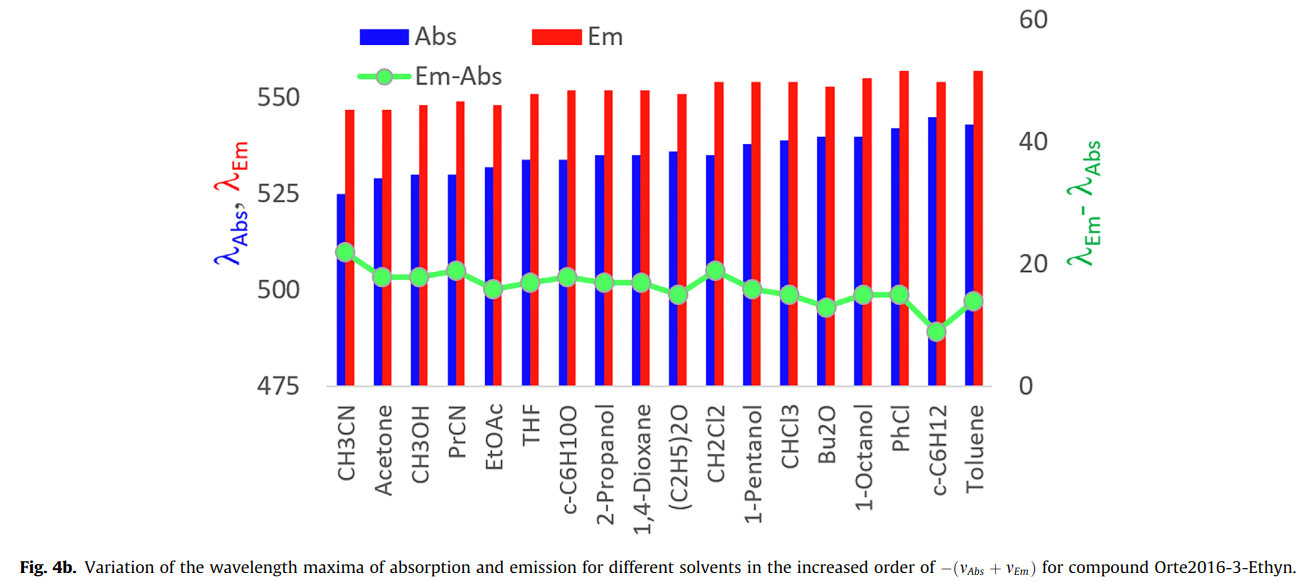 Abs
Em
Em-Abs
60
550
40
525
20
500
475
0
λAbs, λEm
λEm- λAbs
CH3CN
Acetone
CH3OH
PrCN
EtOAc
THF
c-C6H10O
2-Propanol
1,4-Dioxane
(C2H5)2O
CH2Cl2
1-Pentanol
CHCl3
Bu2O
1-Octanol
PhCl
c-C6H12
Toluene
Fig. 4b. Variation of the wavelength maxima of absorption and emission for different solvents in the increased order of −(νAbs + νEm) for compound Orte2016-3-Ethyn.